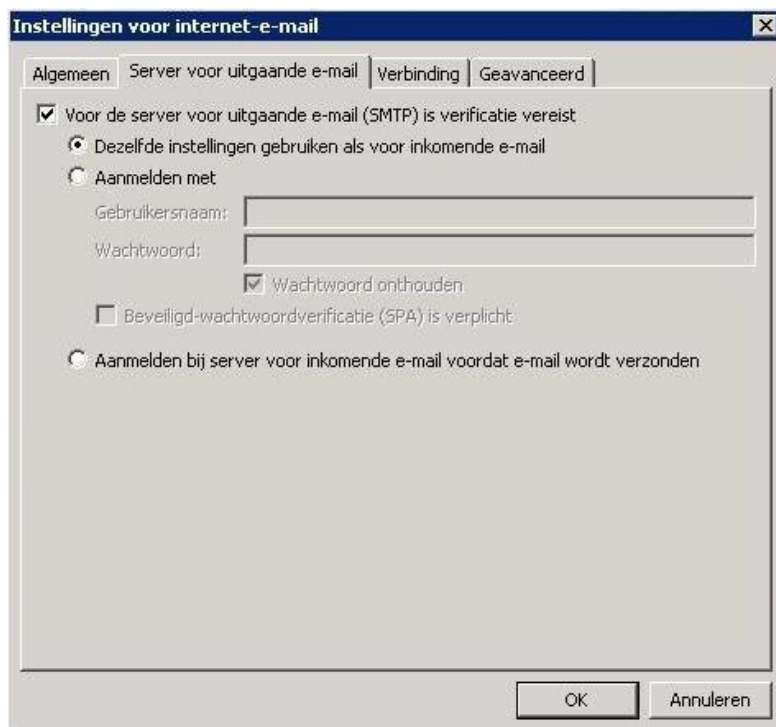 Instellingen voor internet-e-mail
Algemeen Server voor uitgaande e-mail Verbinding Geavanceerd
Voor de server voor uitgaande e-mail (SMTP) is verificatie vereist
Dezelfde instellingen gebruiken als voor inkomende e-mail
Aanmelden met
Gebruikersnaam:
Wachtwoord:
Wachtwoord onthouden
Beveiligd-wachtwoordverificatie (SPA) is verplicht
Aanmelden bij server voor inkomende e-mail voordat e-mail wordt verzonden
OK Annuleren